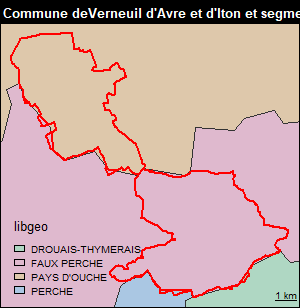 Commune deVerneuil d'Avre et d'Iton et segme
libgeo
DROUAIS-THYMERAIS
FAUX PERCHE
PAYS D'OUCHE
PERCHE
1 km